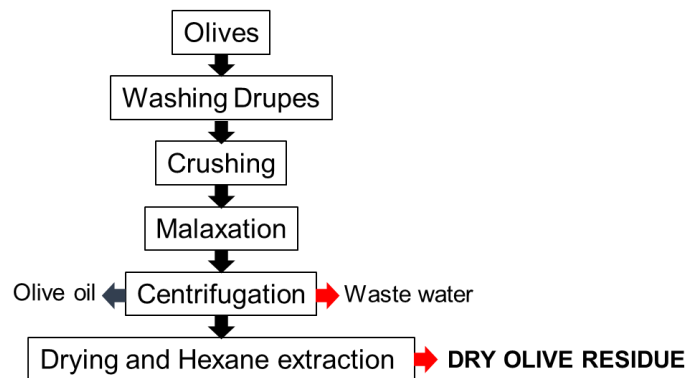 Olives
Washing Drupes
Crushing
Malaxation
Olive oil
Centrifugation
Waste water
Drying and Hexane extraction
DRY OLIVE RESIDUE